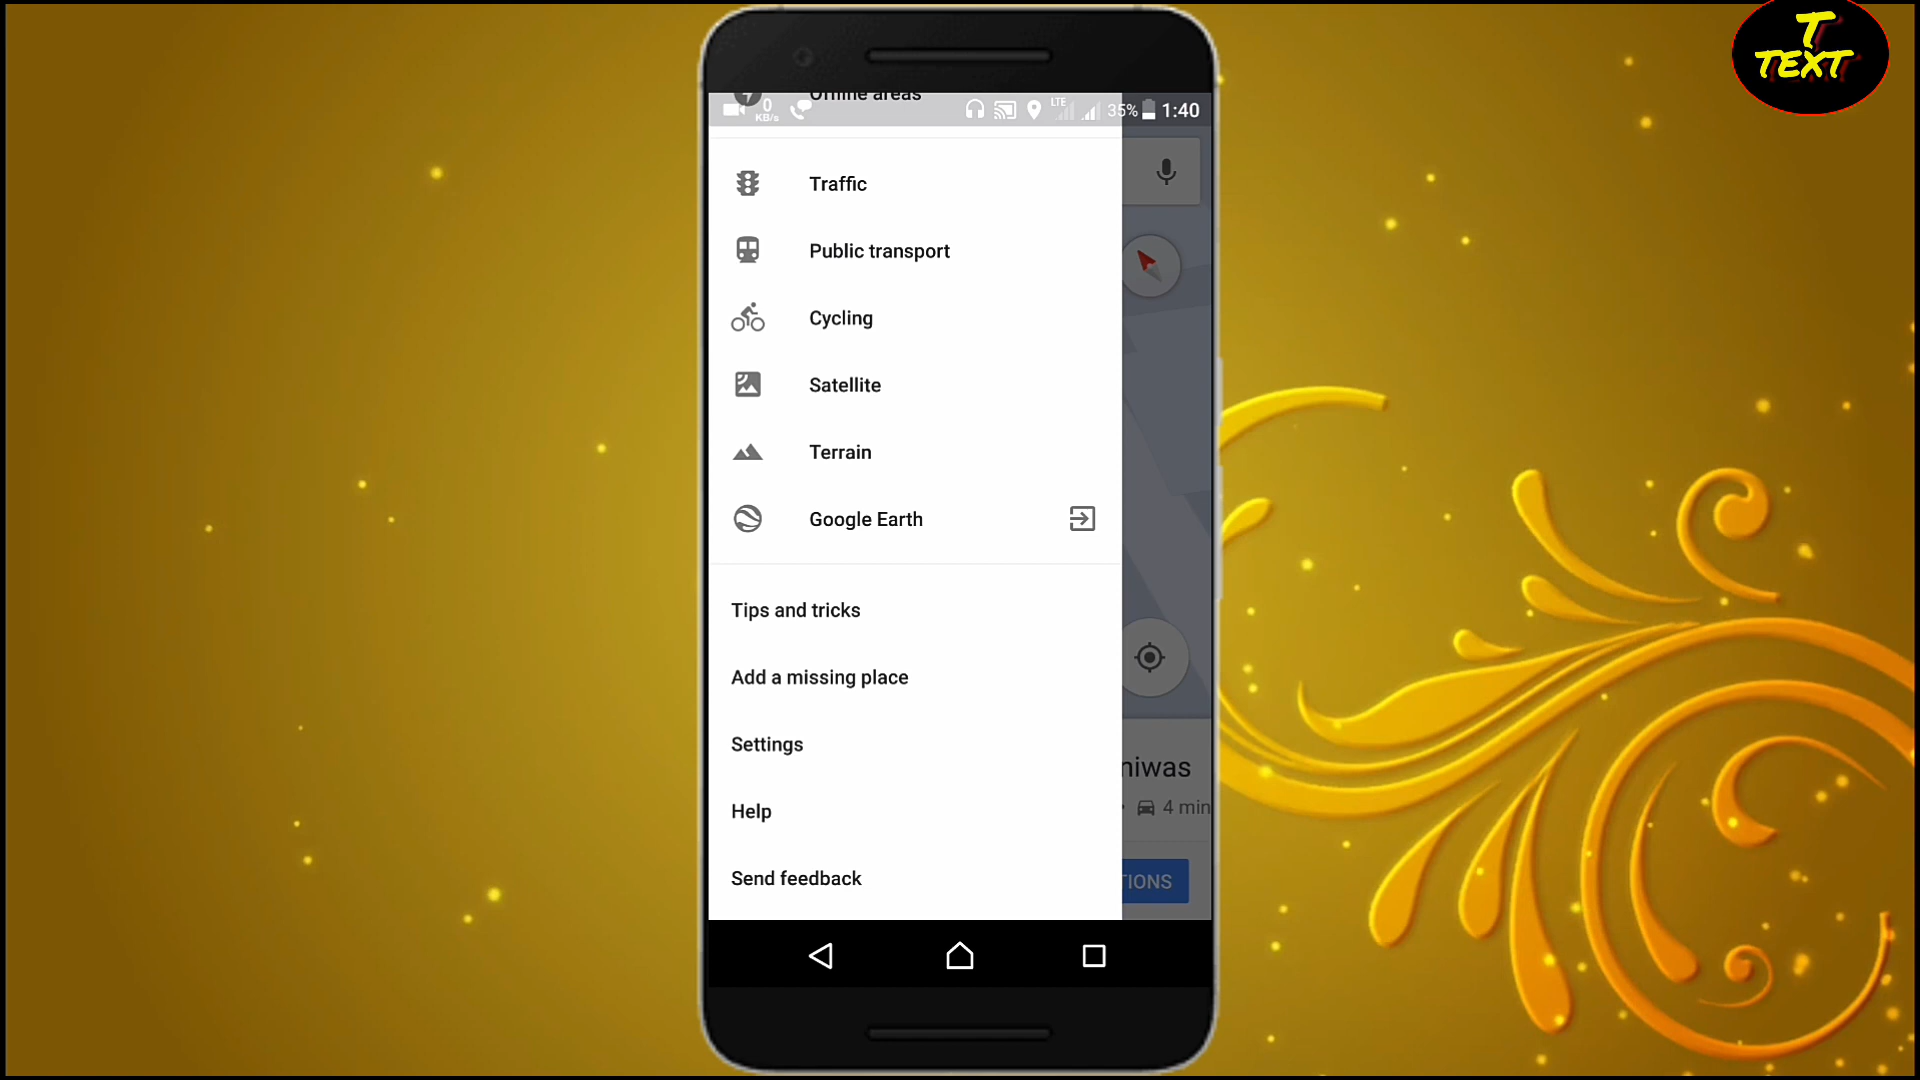 T
TEXT
Offline areas
0
KB/s
LTE
35%
1:40
Traffic
Public transport
Cycling
Satellite
Terrain
Google Earth
Tips and tricks
Add a missing place
Settings
niwas
Help
4 min
Send feedback
TIONS